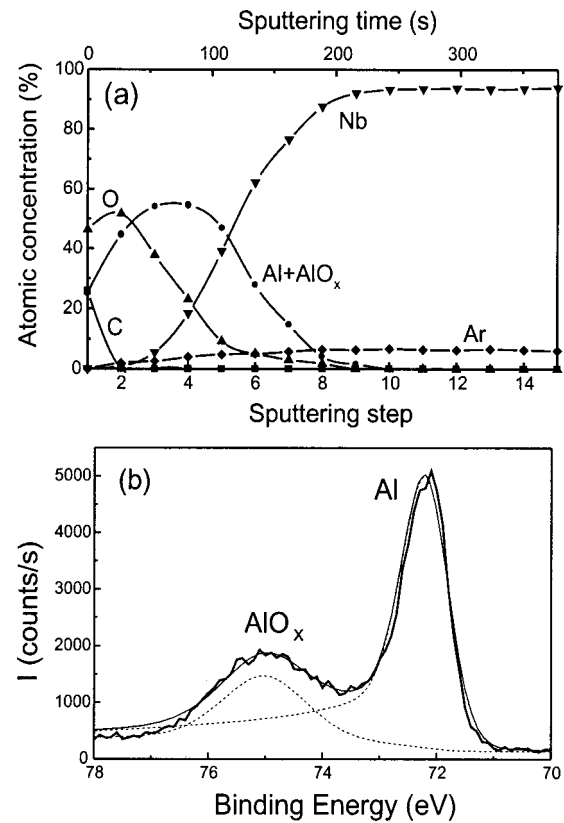 Sputtering time (s)
0 100 200 300
(a)
Atomic concentration (%)
100
80
60
40
20
0
O
C
Nb
Al+AlOₓ
Ar
2 4 6 8 10 12 14
Sputtering step
(b)
I (counts/s)
5000
4000
3000
2000
1000
0
Al
AlOₓ
78 76 74 72 70
Binding Energy (eV)